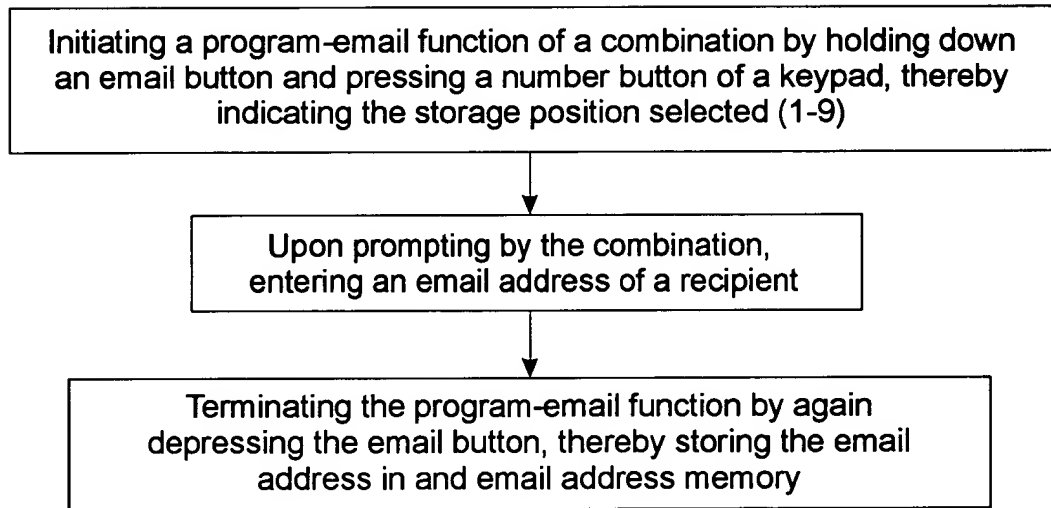 Initiating a program-email function of a combination by holding down
an email button and pressing a number button of a keypad, thereby
indicating the storage position selected (1-9)
Upon prompting by the combination,
entering an email address of a recipient
Terminating the program-email function by again
depressing the email button, thereby storing the email
address in and email address memory